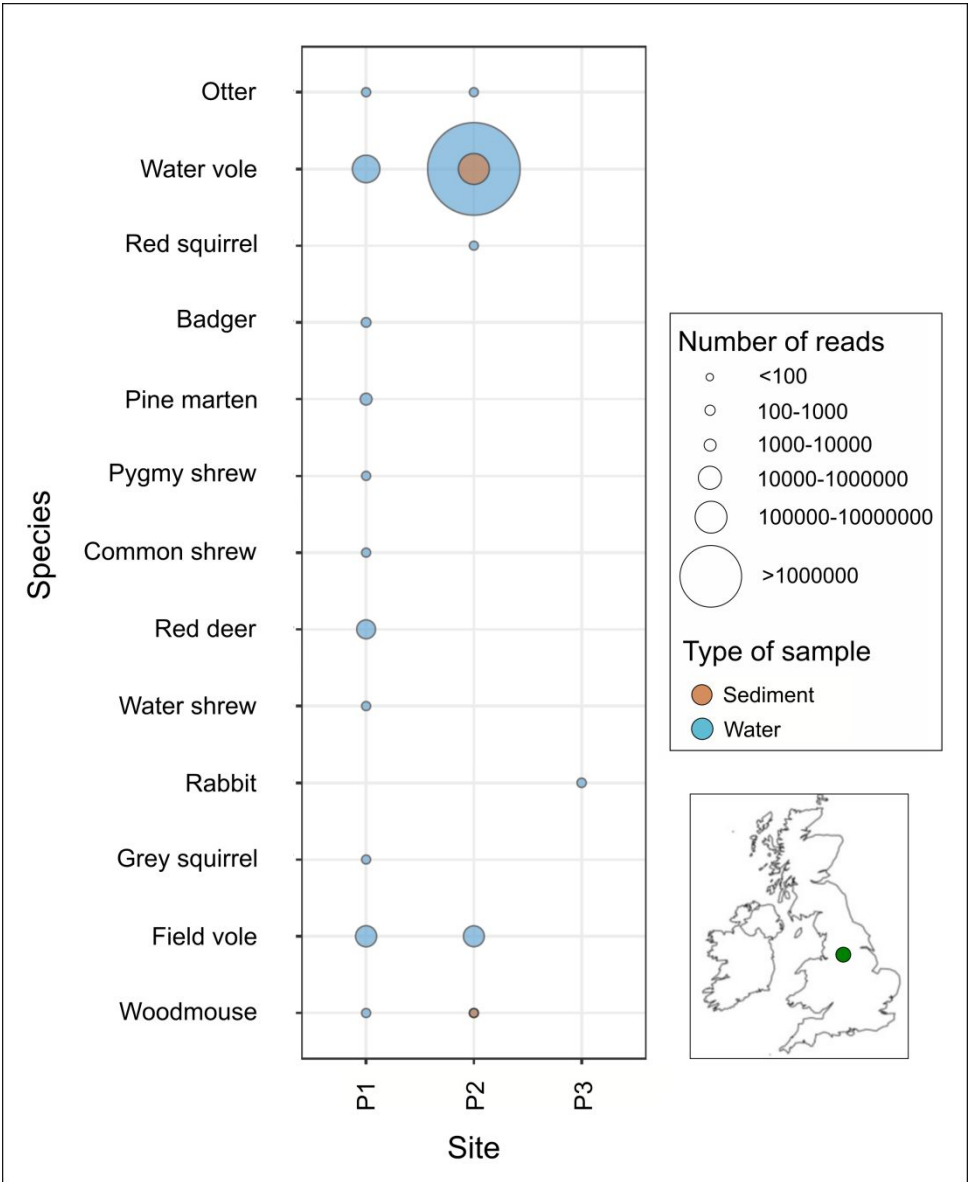 Otter
Water vole
Red squirrel
Badger
Pine marten
Pygmy shrew
Common shrew
Red deer
Water shrew
Rabbit
Grey squirrel
Field vole
Woodmouse
Species
P1
P2
P3
Site
Number of reads
<100
100-1000
1000-10000
10000-1000000
100000-10000000
>1000000
Type of sample
Sediment
Water